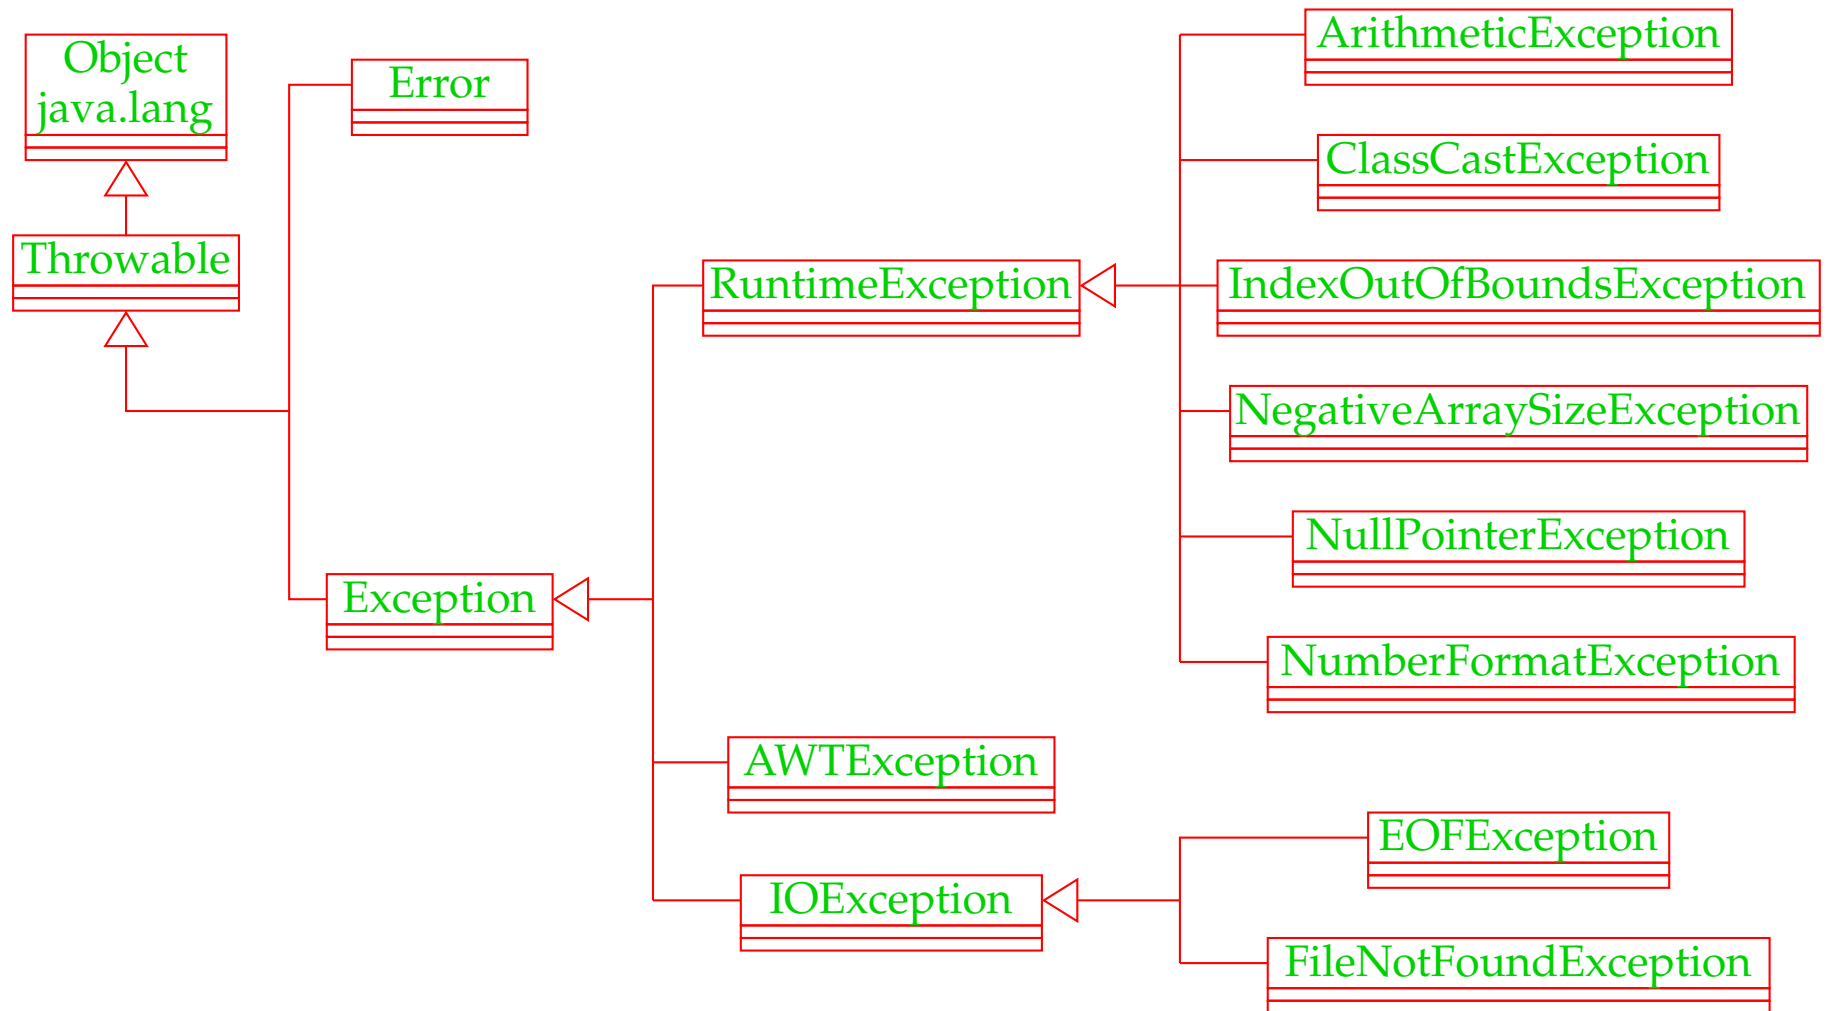 Object
java.lang
Throwable
Error
Exception
RuntimeException
AWTException
IOException
ArithmeticException
ClassCastException
IndexOutOfBoundsException
NegativeArraySizeException
NullPointerException
NumberFormatException
EOFException
FileNotFoundException